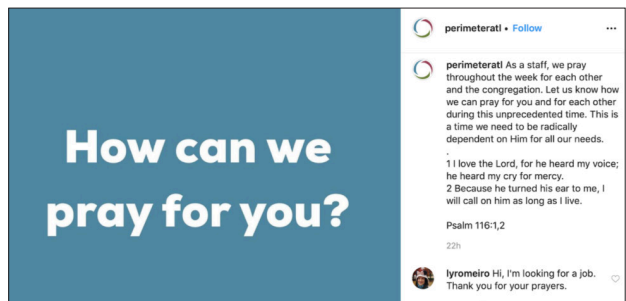 How can we
pray for you?
perimeteratl • Follow
perimeteratl As a staff, we pray
throughout the week for each other
and the congregation. Let us know how
we can pray for you and for each other
during this unprecedented time. This is
a time we need to be radically
dependent on Him for all our needs.
.
1 I love the Lord, for he heard my voice;
he heard my cry for mercy.
2 Because he turned his ear to me, I
will call on him as long as I live.
Psalm 116:1,2
22h
lyromeiro Hi, I'm looking for a job.
Thank you for your prayers.